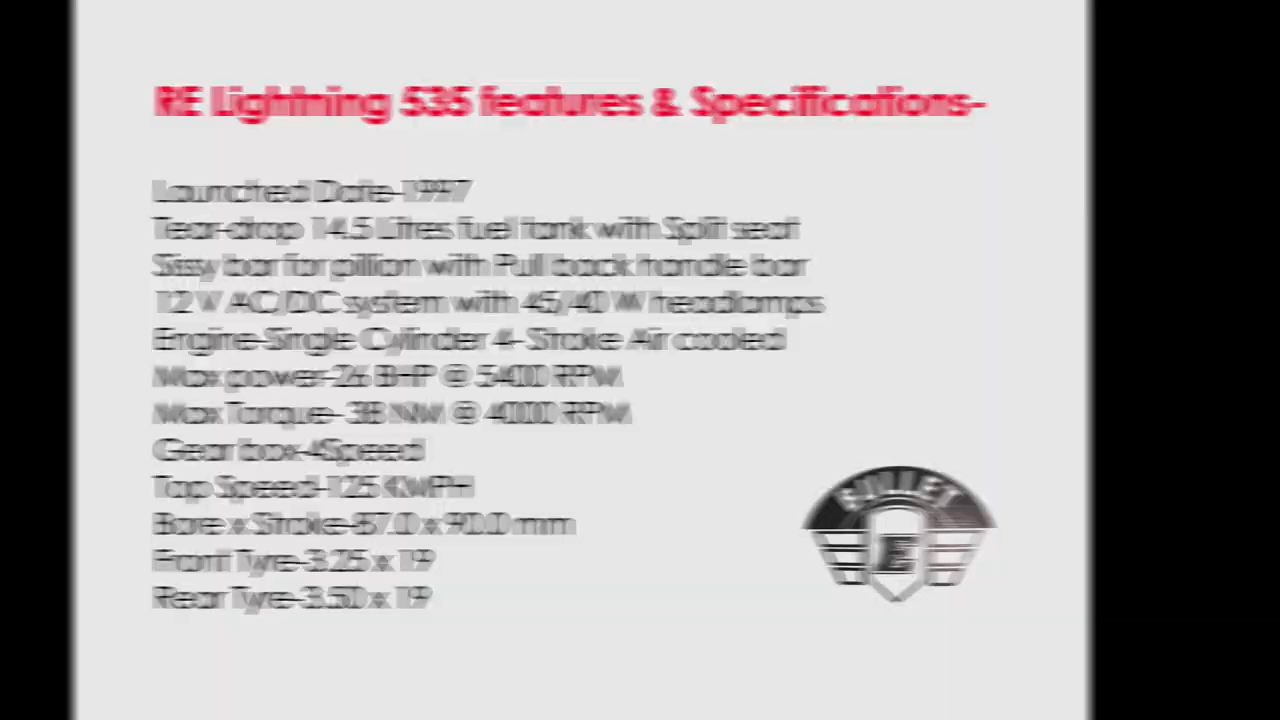 RE Lightning 535 features & Specifications-
Launched Date-1997
Tear-drop 14.5 Litres fuel tank with Split seat
Sissy bar for pillion with Pull back handle bar
12 V AC/DC system with 45/40 W headlamps
Engine-Single Cylinder 4- Stroke Air cooled
Max power-26 BHP @ 5400 RPM
Max Torque- 38 NM @ 4000 RPM
Gear box-4Speed
Top Speed-125 KMPH
Bore x Stroke-87.0 x 90.0 mm
Front Tyre-3.25 x 19
Rear Tyre-3.50 x 19
BULLET
E